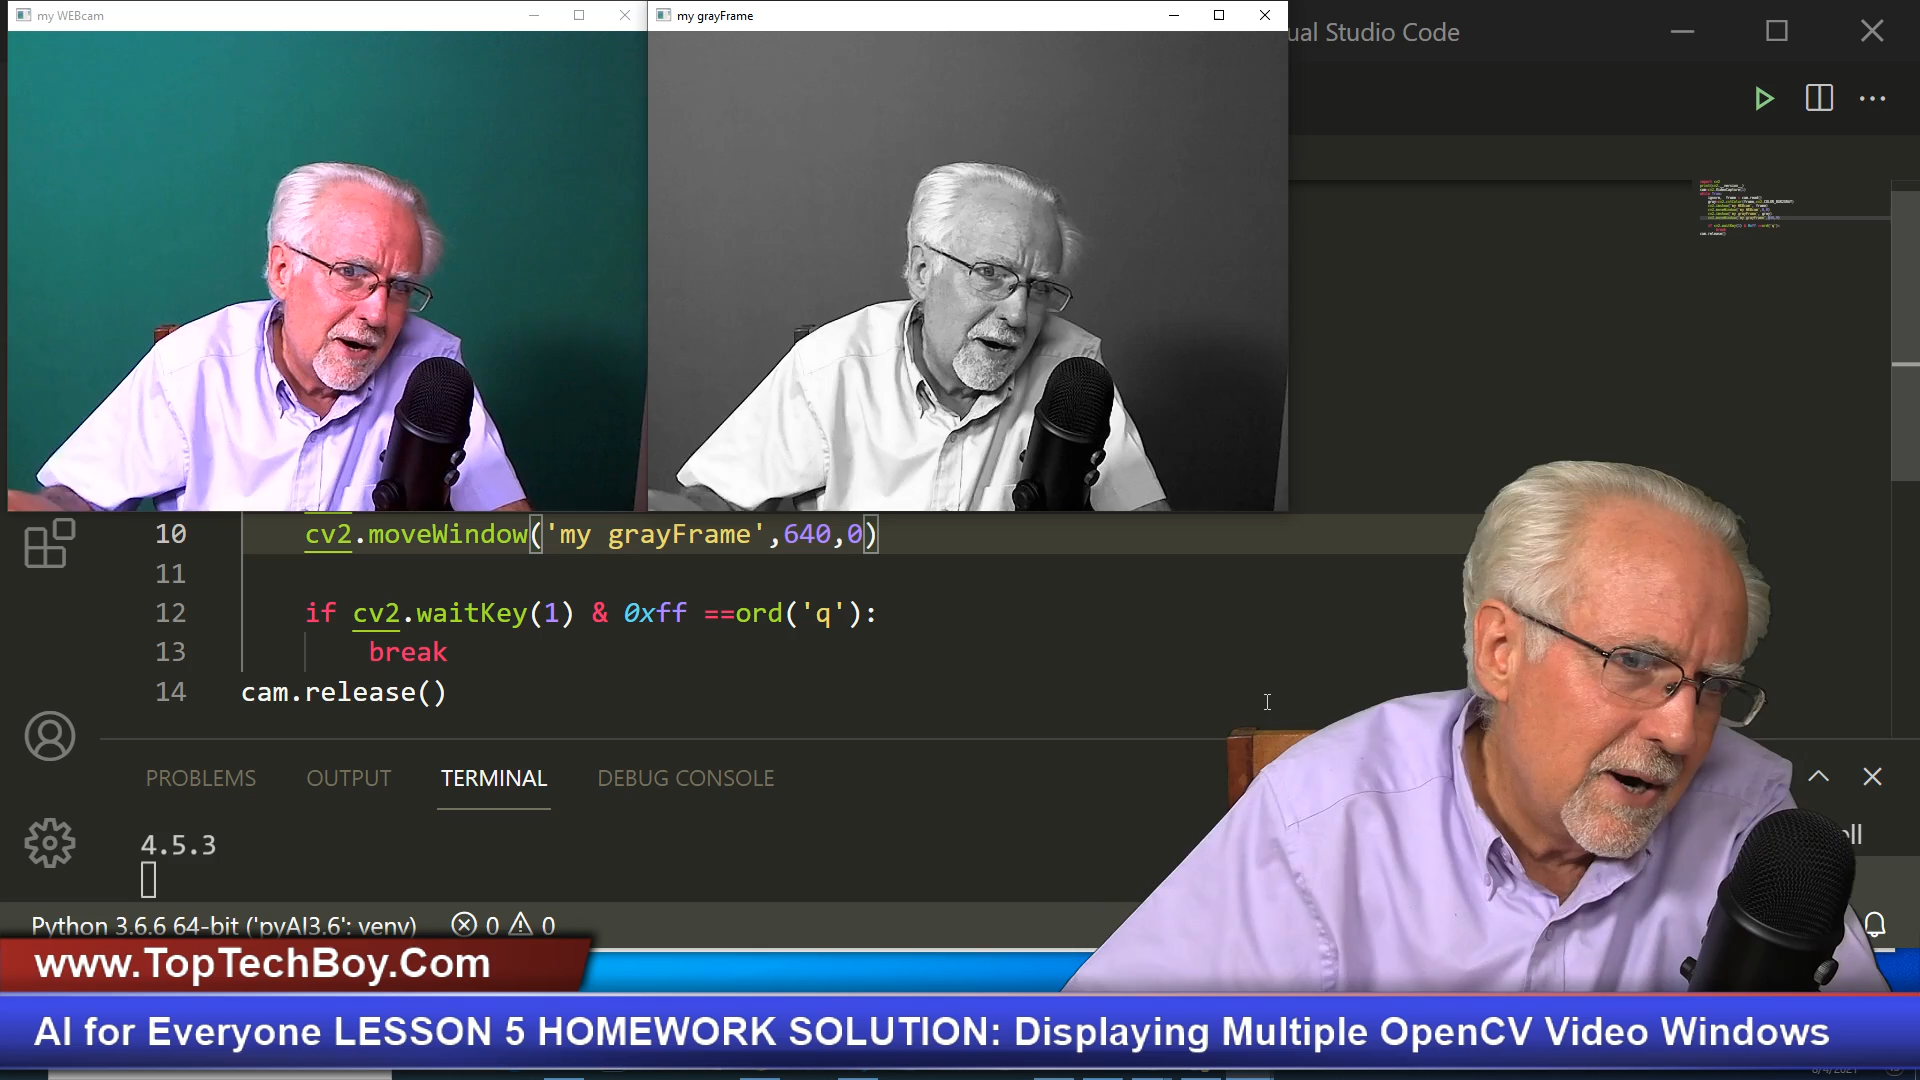 my WEBcam
my grayFrame
ual Studio Code
10 cv2.moveWindow('my grayFrame',640,0)
11
12 if cv2.waitKey(1) & 0xff ==ord('q'):
13 break
14 cam.release()
PROBLEMS OUTPUT TERMINAL DEBUG CONSOLE
4.5.3
ell
Python 3.6.6 64-bit ('pyAI3.6': venv) 0 0
www.TopTechBoy.Com
AI for Everyone LESSON 5 HOMEWORK SOLUTION: Displaying Multiple OpenCV Video Windows